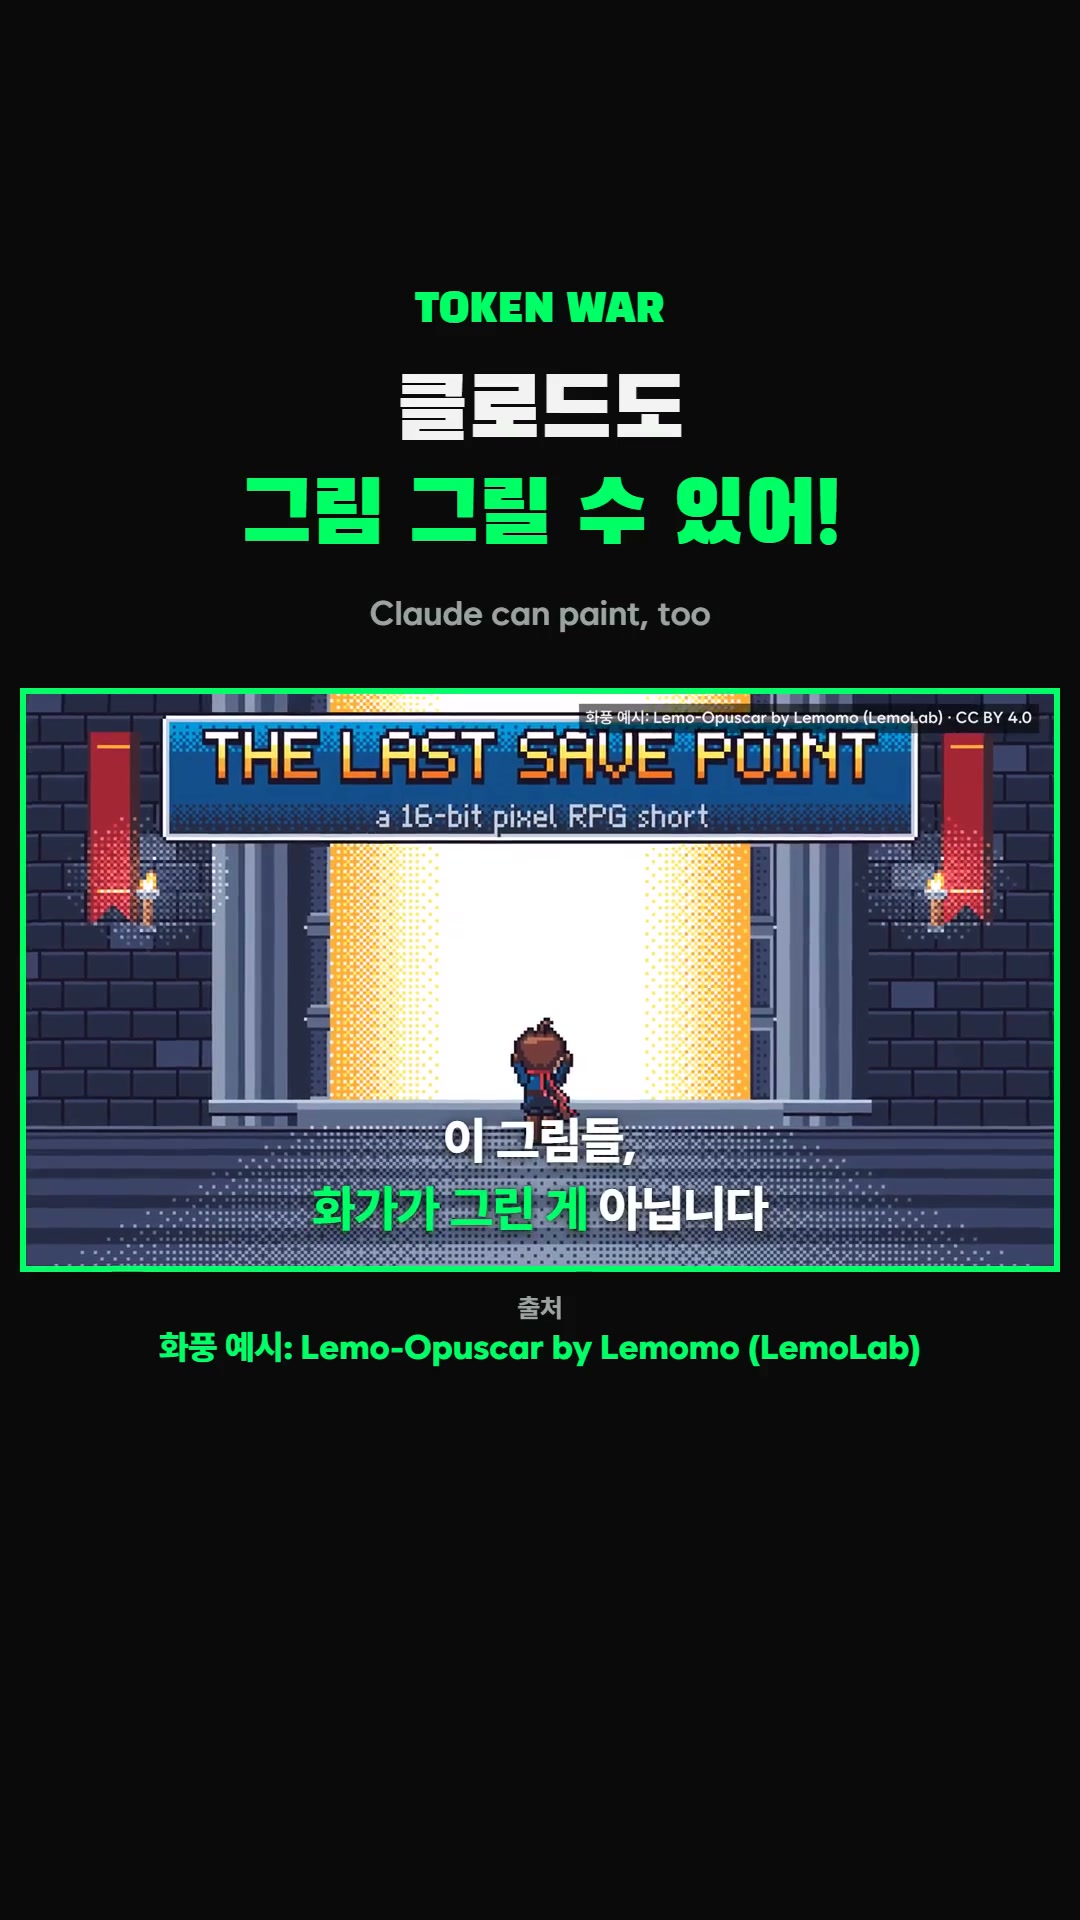 TOKEN WAR
클로드도
그림 그릴 수 있어!
Claude can paint, too
화풍 예시: Lemo-Opuscar by Lemomo (LemoLab) · CC BY 4.0
THE LAST SAVE POINT
a 16-bit pixel RPG short
이 그림들,
화가가 그린 게 아닙니다
출처
화풍 예시: Lemo-Opuscar by Lemomo (LemoLab)